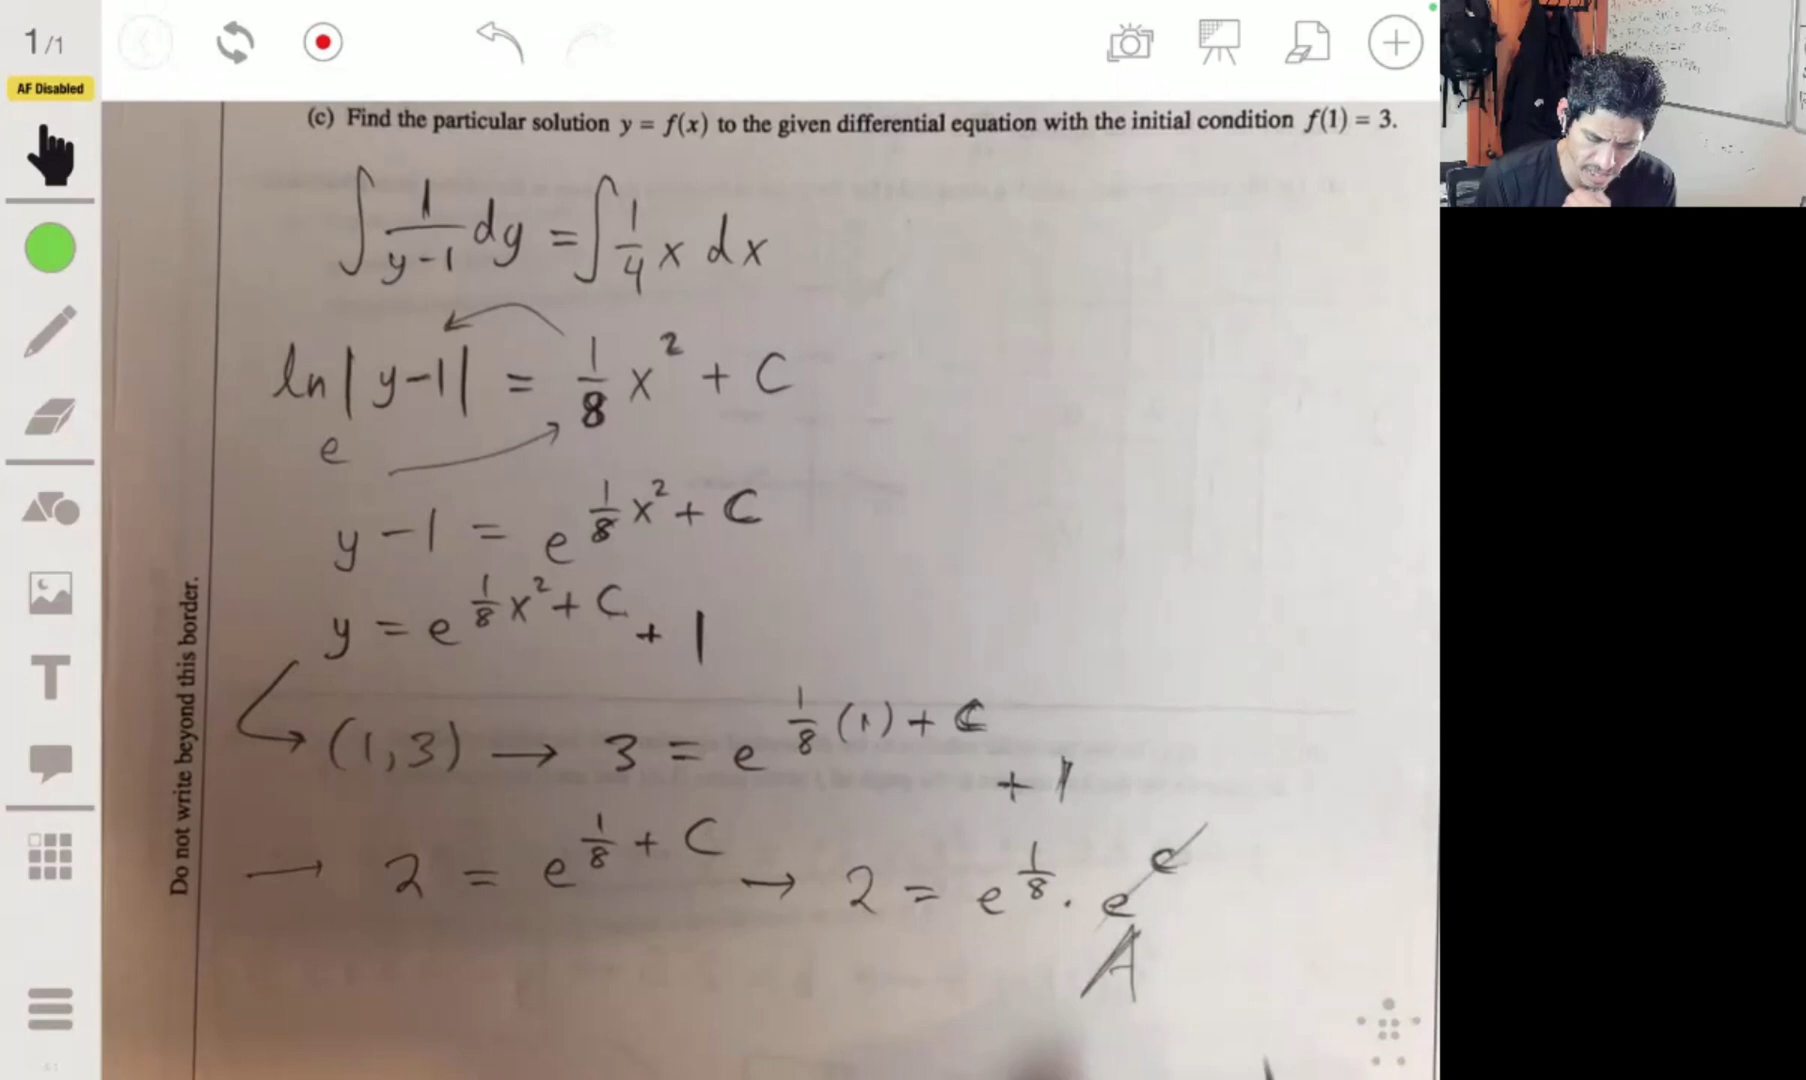 1/1
AF Disabled
(c) Find the particular solution y = f(x) to the given differential equation with the initial condition f(1) = 3.
∫ 1/(y-1) dy = ∫ 1/4 x dx
ln|y-1| = 1/8 x² + C
e
y - 1 = e^(1/8 x² + C)
y = e^(1/8 x² + C) + 1
(1,3) → 3 = e^(1/8 (1) + C) + 1
→ 2 = e^(1/8 + C) → 2 = e^(1/8) · e^C
A
Do not write beyond this border.
T